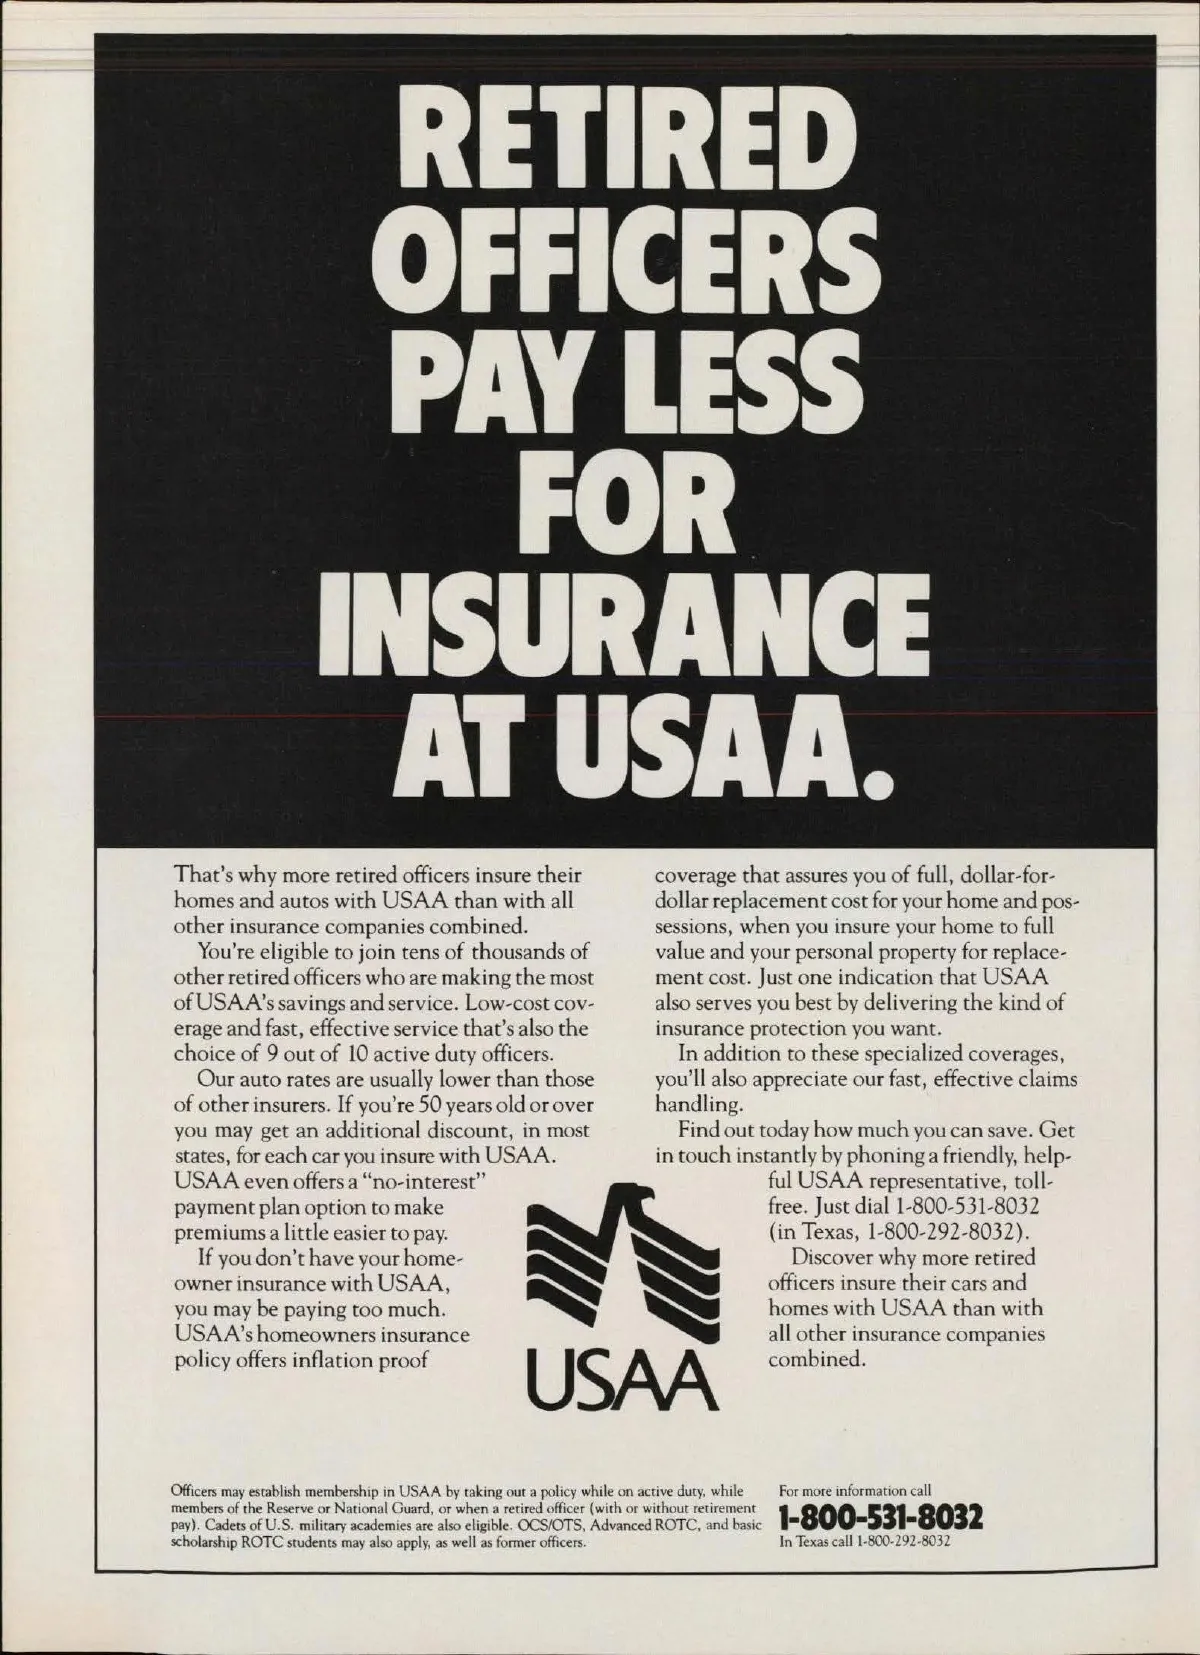 RETIRED
OFFICERS
PAY LESS
FOR
INSURANCE
AT USAA.
That's why more retired officers insure their
homes and autos with USAA than with all
other insurance companies combined.
You're eligible to join tens of thousands of
other retired officers who are making the most
of USAA's savings and service. Low-cost cov-
erage and fast, effective service that's also the
choice of 9 out of 10 active duty officers.
Our auto rates are usually lower than those
of other insurers. If you're 50 years old or over
you may get an additional discount, in most
states, for each car you insure with USAA.
USAA even offers a "no-interest"
payment plan option to make
premiums a little easier to pay.
If you don't have your home-
owner insurance with USAA,
you may be paying too much.
USAA's homeowners insurance
policy offers inflation proof
coverage that assures you of full, dollar-for-
dollar replacement cost for your home and pos-
sessions, when you insure your home to full
value and your personal property for replace-
ment cost. Just one indication that USAA
also serves you best by delivering the kind of
insurance protection you want.
In addition to these specialized coverages,
you'll also appreciate our fast, effective claims
handling.
Find out today how much you can save. Get
in touch instantly by phoning a friendly, help-
ful USAA representative, toll-
free. Just dial 1-800-531-8032
(in Texas, 1-800-292-8032).
Discover why more retired
officers insure their cars and
homes with USAA than with
all other insurance companies
combined.
USAA
Officers may establish membership in USAA by taking out a policy while on active duty, while
members of the Reserve or National Guard, or when a retired officer (with or without retirement
pay). Cadets of U.S. military academies are also eligible. OCS/OTS, Advanced ROTC, and basic
scholarship ROTC students may also apply, as well as former officers.
For more information call
1-800-531-8032
In Texas call 1-800-292-8032